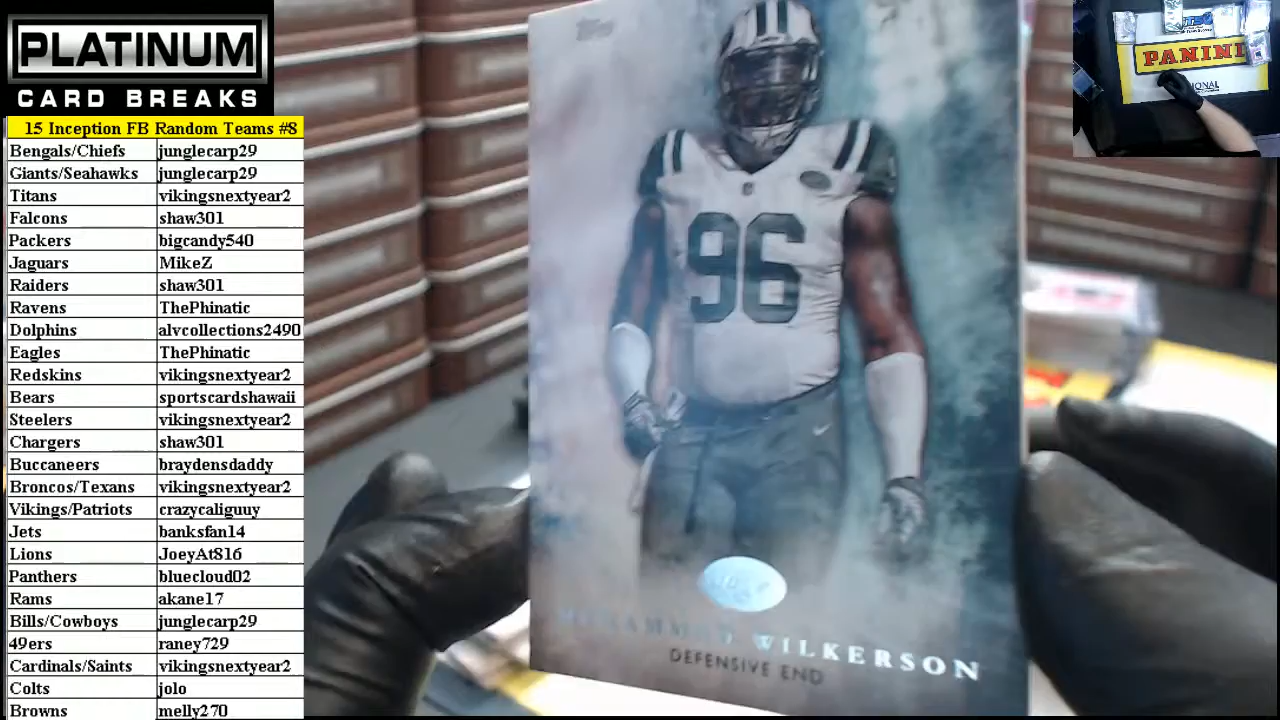 PLATINUM
CARD BREAKS
15 Inception FB Random Teams #8
Bengals/Chiefs junglecarp29
Giants/Seahawks junglecarp29
Titans vikingsnextyear2
Falcons shaw301
Packers bigcandy540
Jaguars MikeZ
Raiders shaw301
Ravens ThePhinatic
Dolphins alvcollections2490
Eagles ThePhinatic
Redskins vikingsnextyear2
Bears sportscardshawaii
Steelers vikingsnextyear2
Chargers shaw301
Buccaneers braydensdaddy
Broncos/Texans vikingsnextyear2
Vikings/Patriots crazycaliguuy
Jets banksfan14
Lions JoeyAt816
Panthers bluecloud02
Rams akane17
Bills/Cowboys junglecarp29
49ers raney729
Cardinals/Saints vikingsnextyear2
Colts jolo
Browns melly270
Topps
96
MUHAMMAD WILKERSON
DEFENSIVE END
PANINI